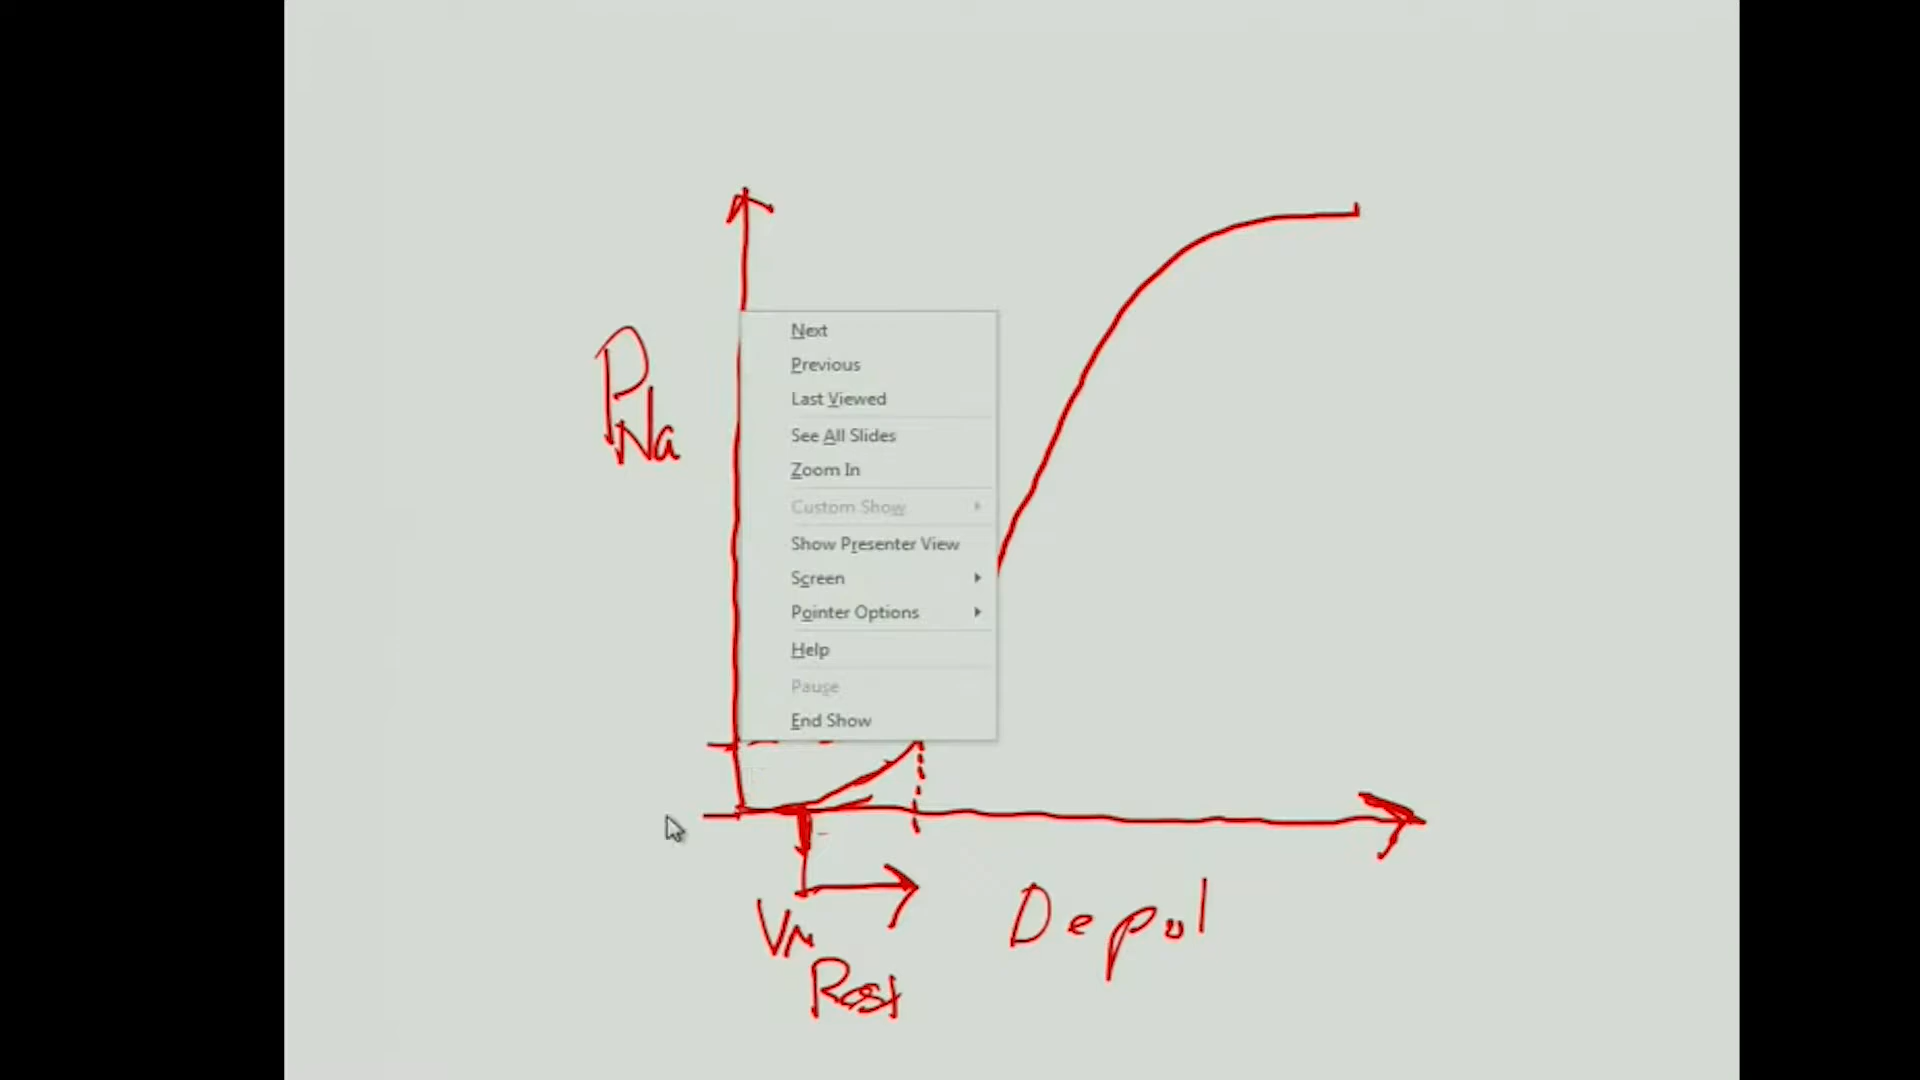 P
Na
Next
Previous
Last Viewed
See All Slides
Zoom In
Custom Show
Show Presenter View
Screen
Pointer Options
Help
Pause
End Show
Vm
Rest
Depol